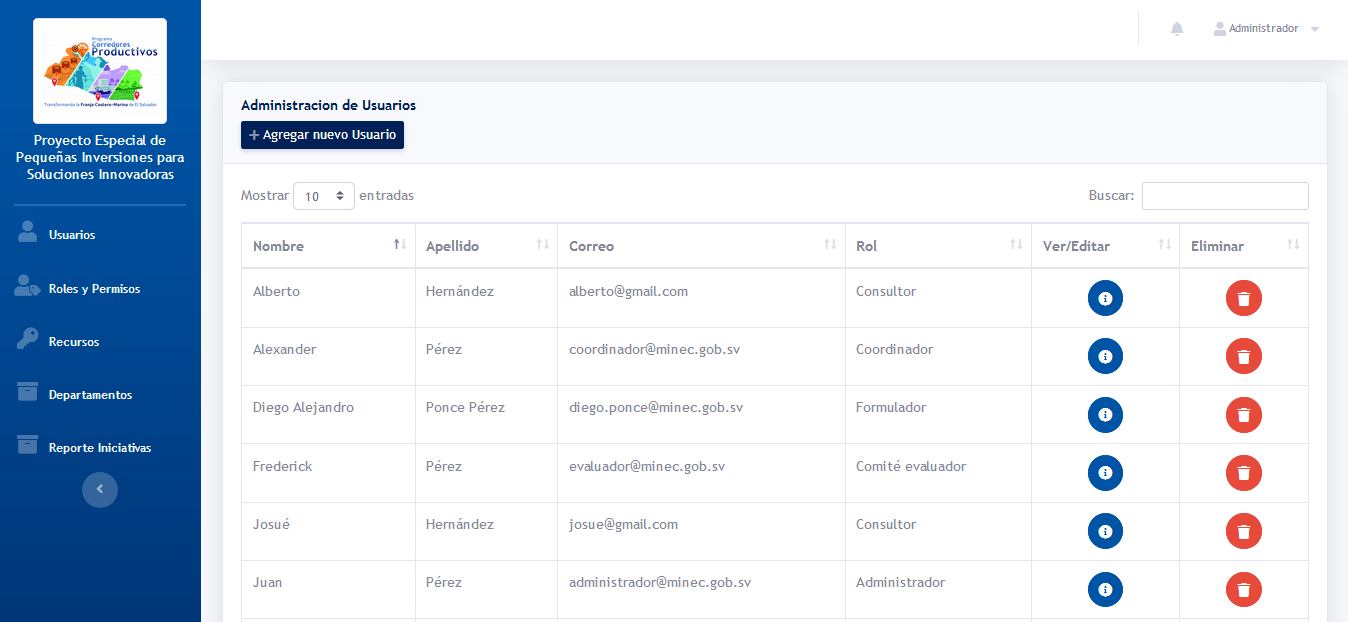 Programa
Corredores
Productivos
Transformando la Franja Costero-Marina de El Salvador
Proyecto Especial de
Pequeñas Inversiones para
Soluciones Innovadoras
Usuarios
Roles y Permisos
Recursos
Departamentos
Reporte Iniciativas
Administrador
Administracion de Usuarios
+ Agregar nuevo Usuario
Mostrar 10 entradas Buscar:
Nombre Apellido Correo Rol Ver/Editar Eliminar
Alberto Hernández alberto@gmail.com Consultor
Alexander Pérez coordinador@minec.gob.sv Coordinador
Diego Alejandro Ponce Pérez diego.ponce@minec.gob.sv Formulador
Frederick Pérez evaluador@minec.gob.sv Comité evaluador
Josué Hernández josue@gmail.com Consultor
Juan Pérez administrador@minec.gob.sv Administrador